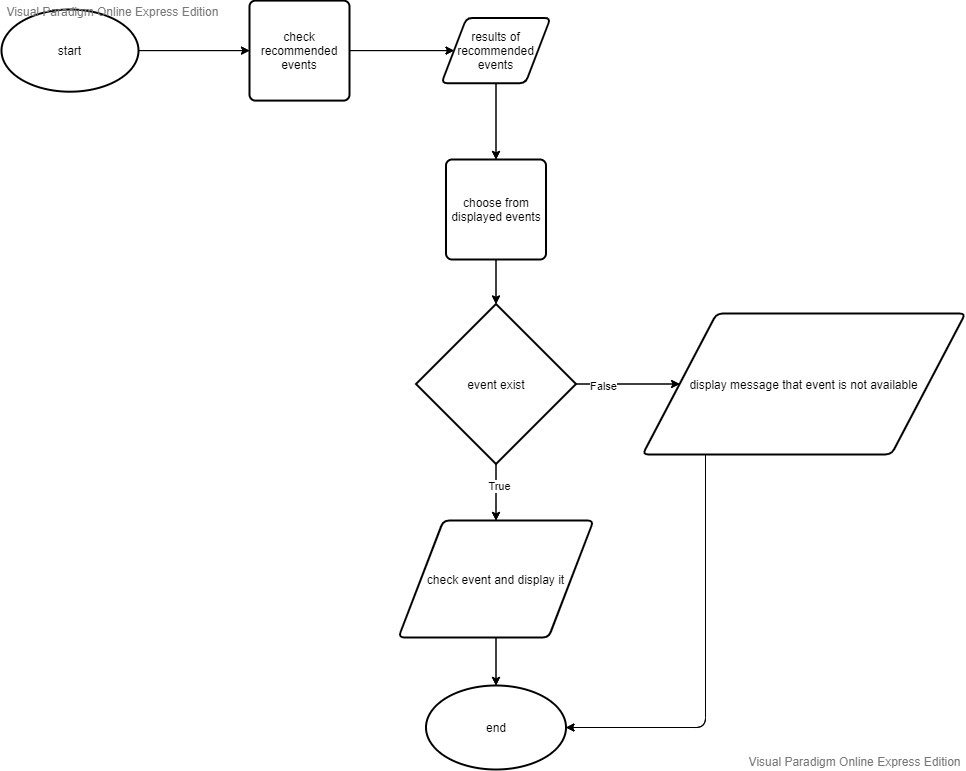 Visual Paradigm Online Express Edition
start
check
recommended
events
results of
recommended
events
choose from
displayed events
event exist
False
display message that event is not available
True
check event and display it
end
Visual Paradigm Online Express Edition